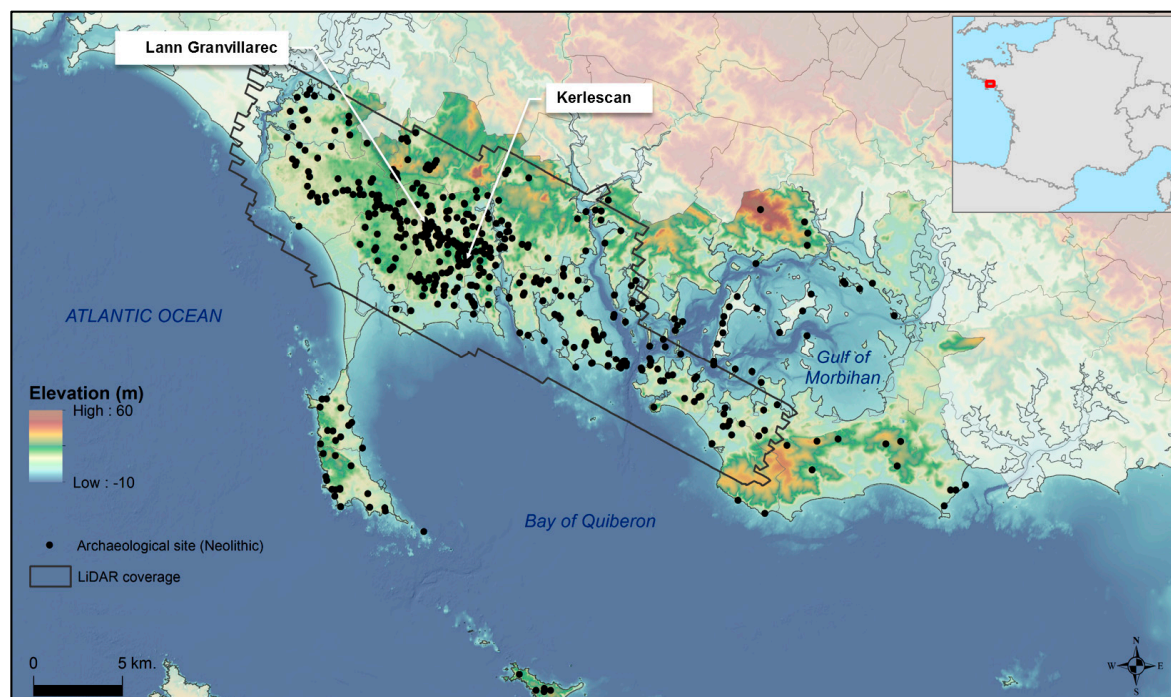 Lann Granvillarec
Kerlescan
ATLANTIC OCEAN
Gulf of
Morbihan
Elevation (m)
High : 60
Low : -10
Bay of Quiberon
Archaeological site (Neolithic)
LiDAR coverage
0 5 km.
N
W E
S